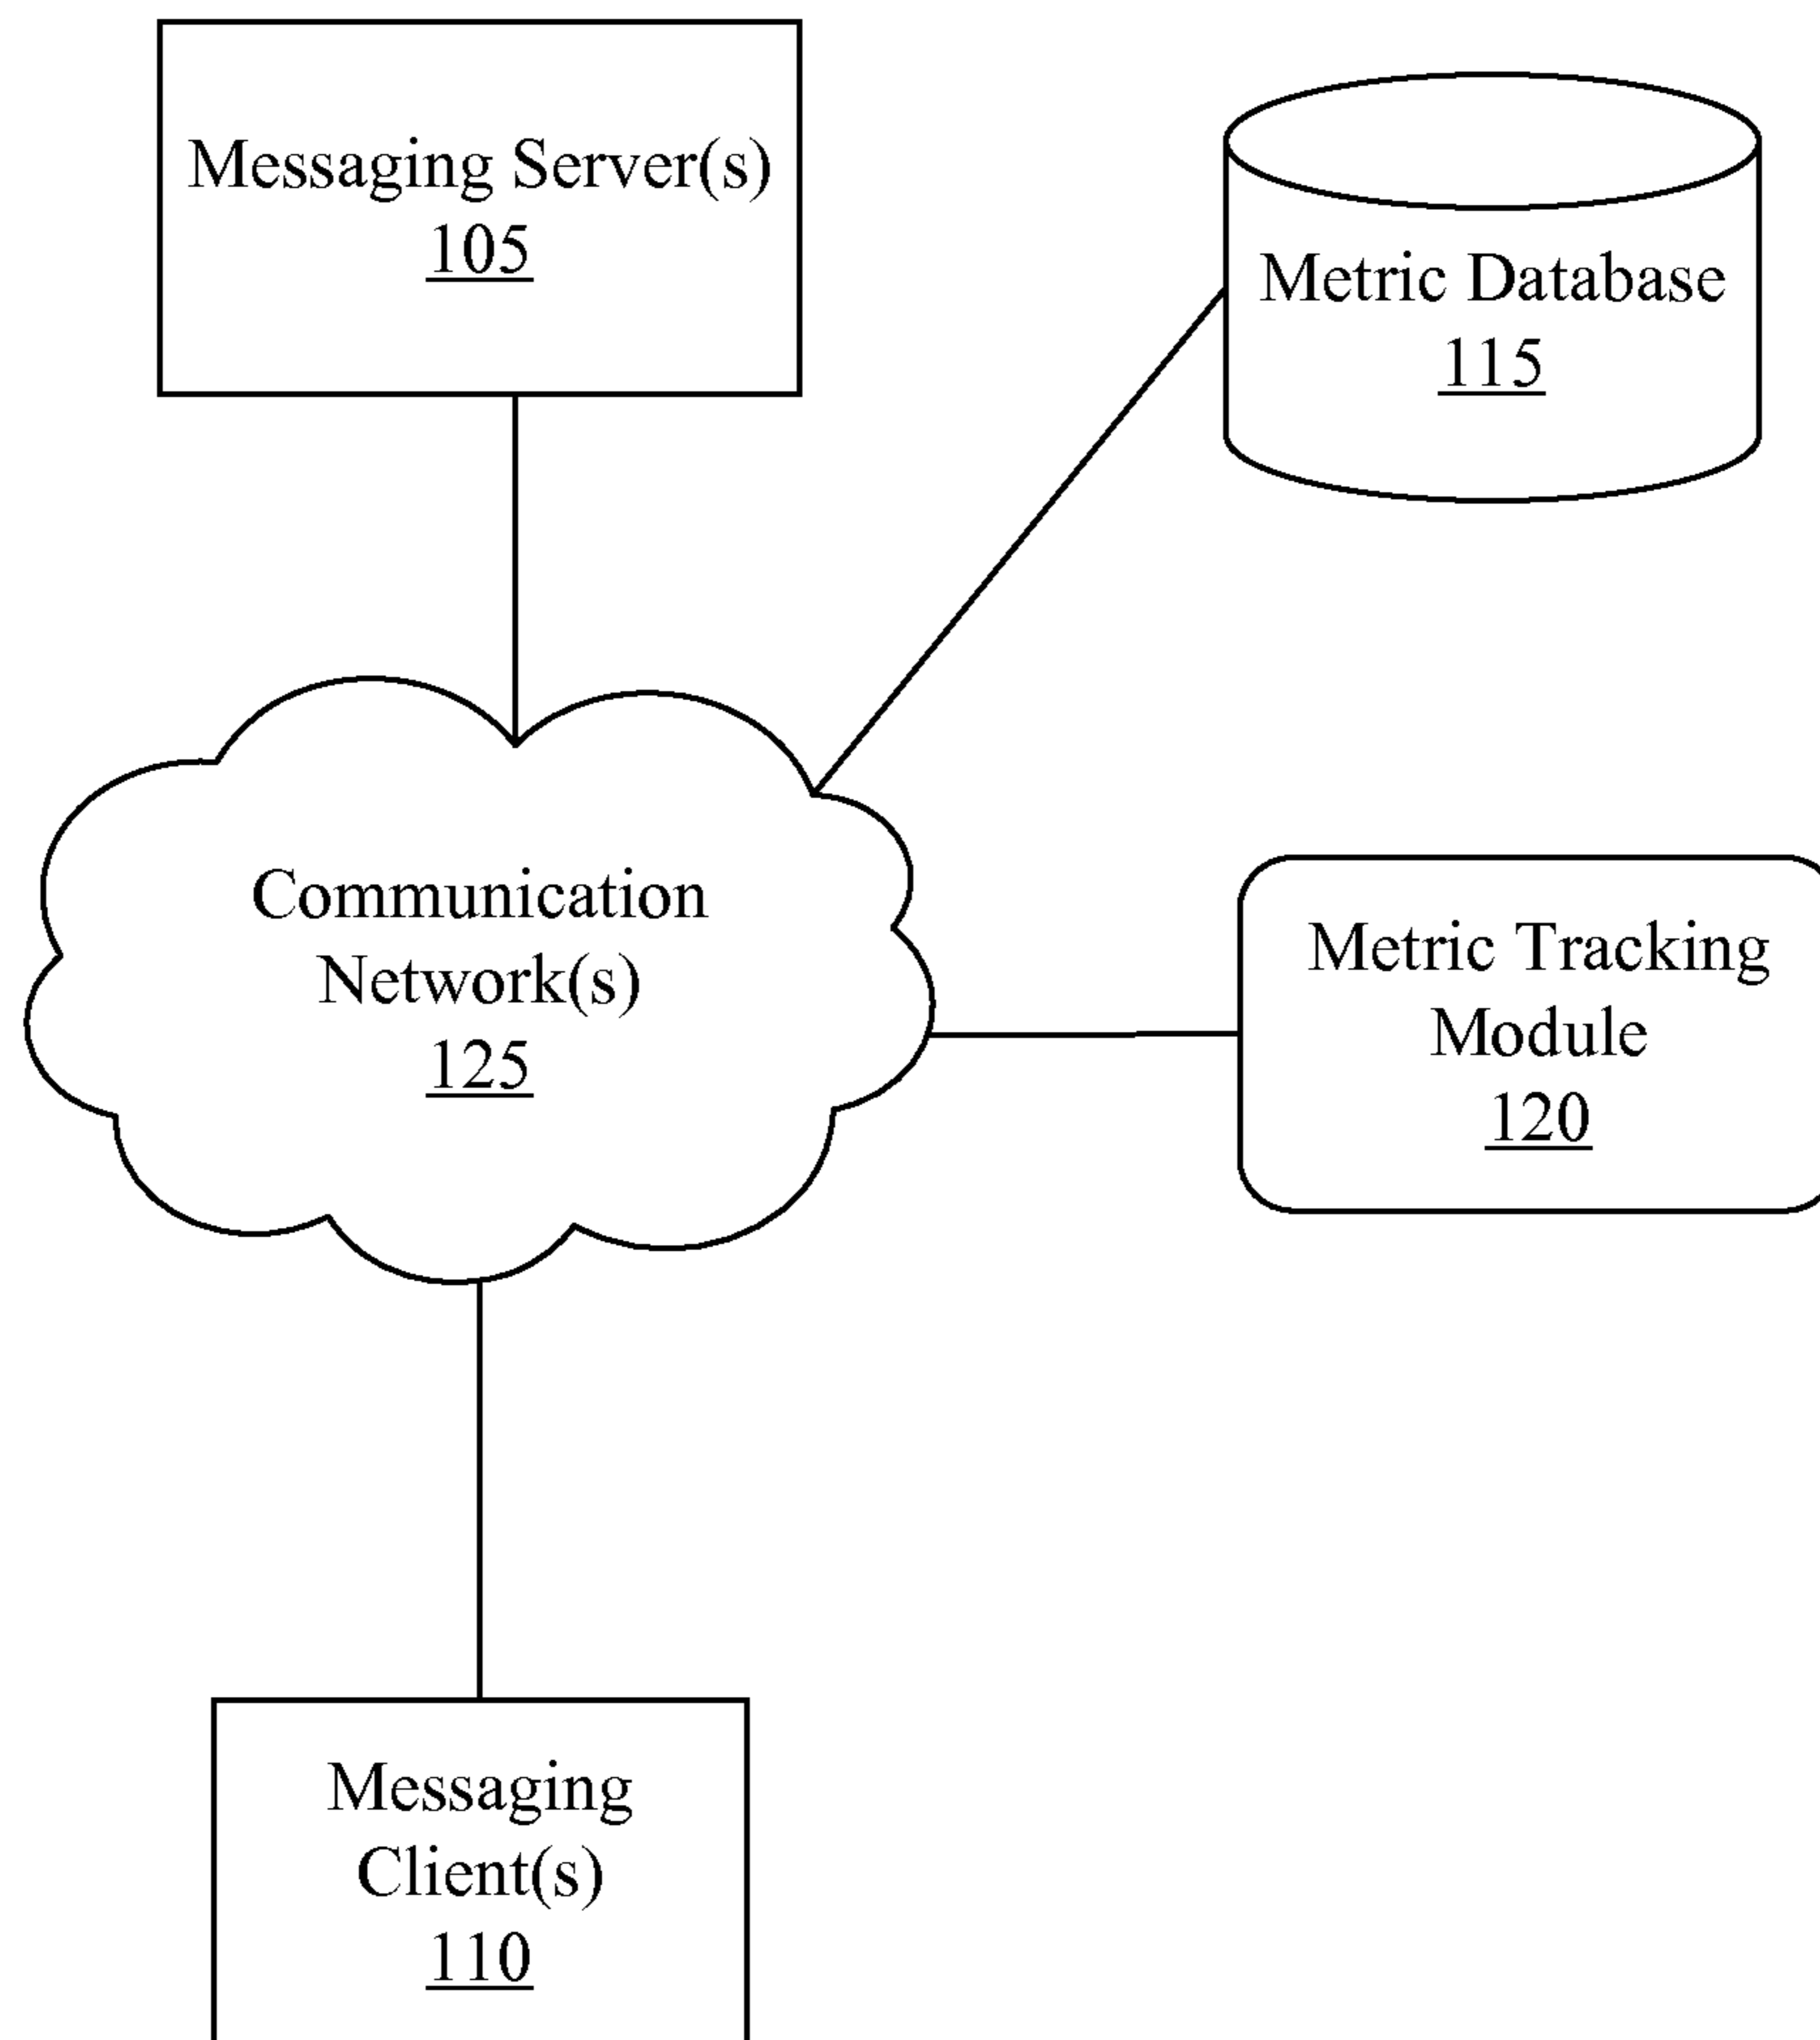 Messaging Server(s)
105
Metric Database
115
Communication
Network(s)
125
Metric Tracking
Module
120
Messaging
Client(s)
110